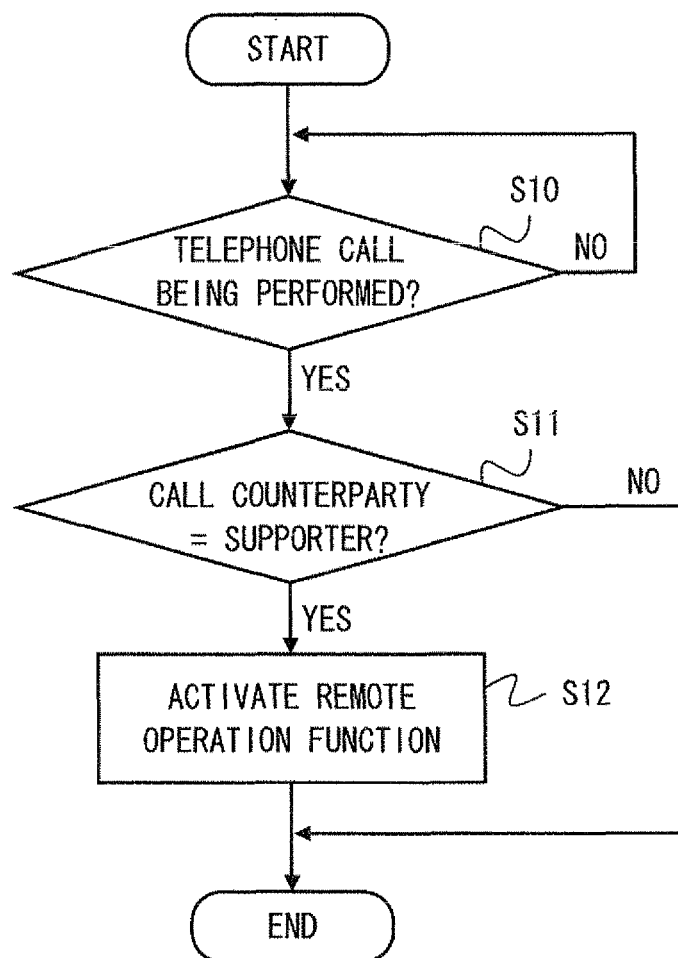 START
S10
TELEPHONE CALL
BEING PERFORMED?
NO
YES
S11
CALL COUNTERPARTY
= SUPPORTER?
NO
YES
ACTIVATE REMOTE
OPERATION FUNCTION
S12
END